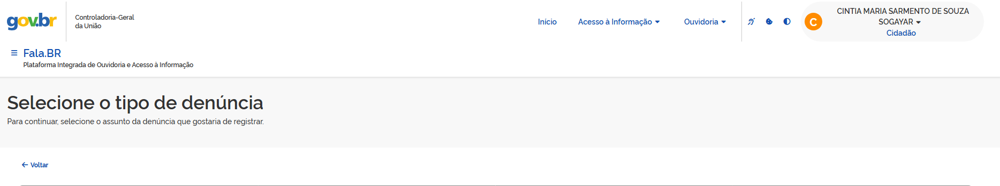 gov.br
Controladoria-Geral
da União
Início
Acesso à Informação
Ouvidoria
C
CINTIA MARIA SARMENTO DE SOUZA
SOGAYAR
Cidadão
Fala.BR
Plataforma Integrada de Ouvidoria e Acesso à Informação
Selecione o tipo de denúncia
Para continuar, selecione o assunto da denúncia que gostaria de registrar.
Voltar